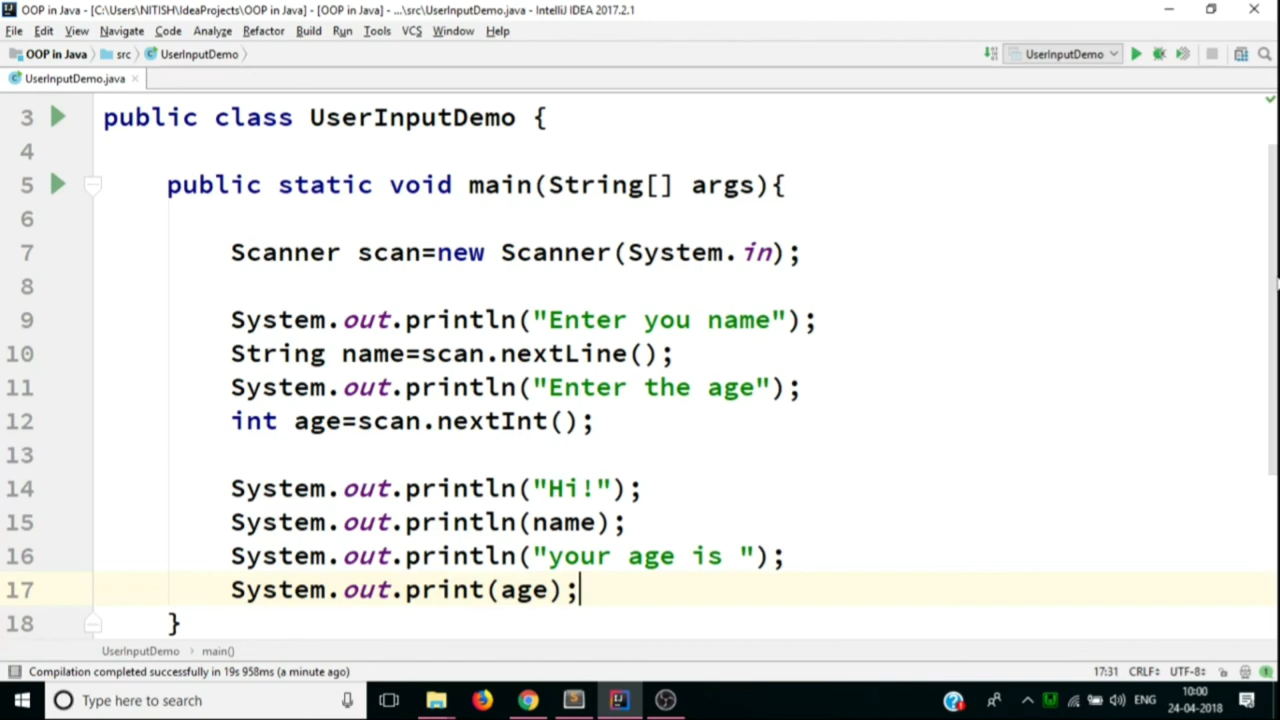 OOP in Java - [C:\Users\NITISH\IdeaProjects\OOP in Java] - [OOP in Java] - ...\src\UserInputDemo.java - IntelliJ IDEA 2017.2.1
File Edit View Navigate Code Analyze Refactor Build Run Tools VCS Window Help
OOP in Java src UserInputDemo UserInputDemo
UserInputDemo.java
3 public class UserInputDemo {
4
5 public static void main(String[] args){
6
7 Scanner scan=new Scanner(System.in);
8
9 System.out.println("Enter you name");
10 String name=scan.nextLine();
11 System.out.println("Enter the age");
12 int age=scan.nextInt();
13
14 System.out.println("Hi!");
15 System.out.println(name);
16 System.out.println("your age is ");
17 System.out.print(age);
18 }
UserInputDemo main()
Compilation completed successfully in 19s 958ms (a minute ago) 17:31 CRLF UTF-8
Type here to search ENG 10:00
24-04-2018